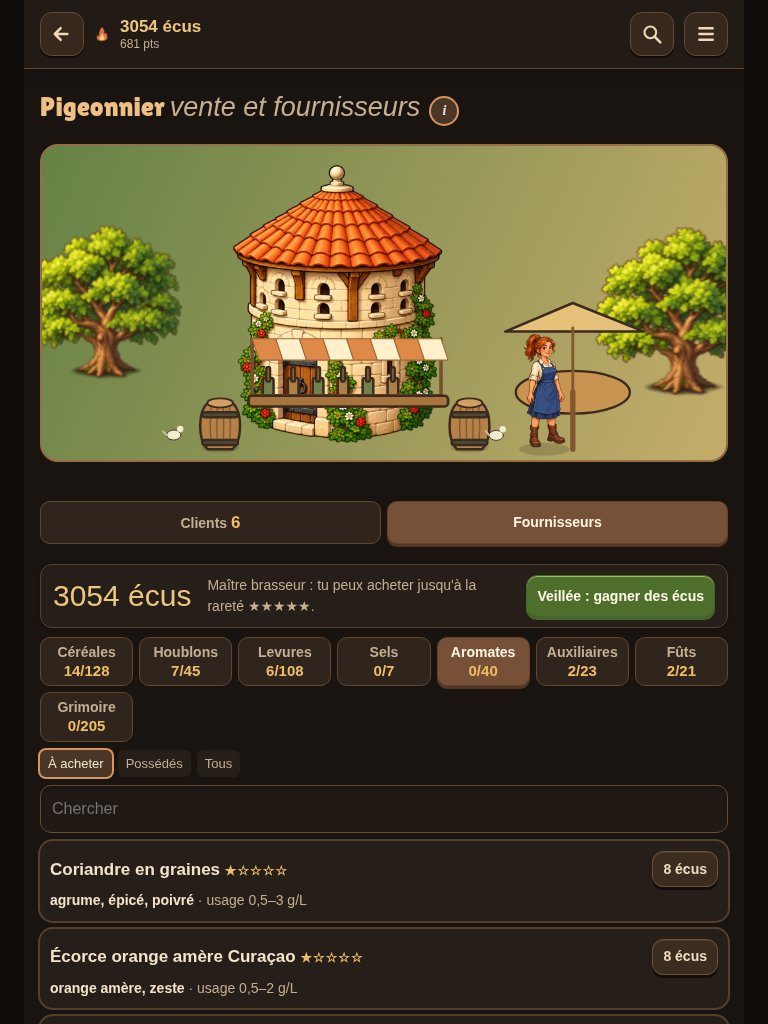 3054 écus
681 pts
Pigeonnier vente et fournisseurs i
Clients 6
Fournisseurs
3054 écus
Maître brasseur : tu peux acheter jusqu'à la
rareté ★★★★★.
Veillée : gagner des écus
Céréales
14/128
Houblons
7/45
Levures
6/108
Sels
0/7
Aromates
0/40
Auxiliaires
2/23
Fûts
2/21
Grimoire
0/205
À acheter
Possédés
Tous
Chercher
Coriandre en graines ★☆☆☆☆
8 écus
agrume, épicé, poivré · usage 0,5–3 g/L
Écorce orange amère Curaçao ★☆☆☆☆
8 écus
orange amère, zeste · usage 0,5–2 g/L